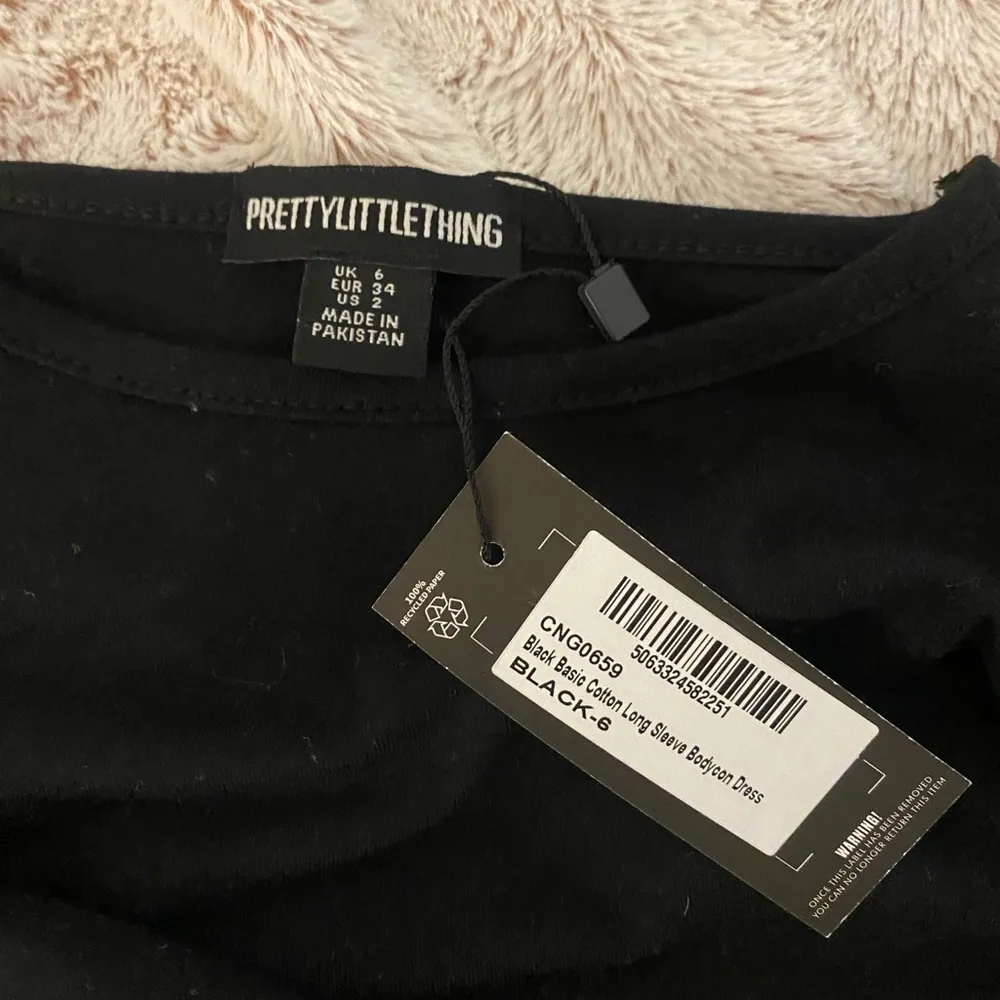 PRETTYLITTLETHING
UK 6
EUR 34
US 2
MADE IN
PAKISTAN
100%
RECYCLED PAPER
5063324582251
CNG0659
Black Basic Cotton Long Sleeve Bodycon Dress
BLACK-6
WARNING!
ONCE THIS LABEL HAS BEEN REMOVED
YOU CAN NO LONGER RETURN THIS ITEM